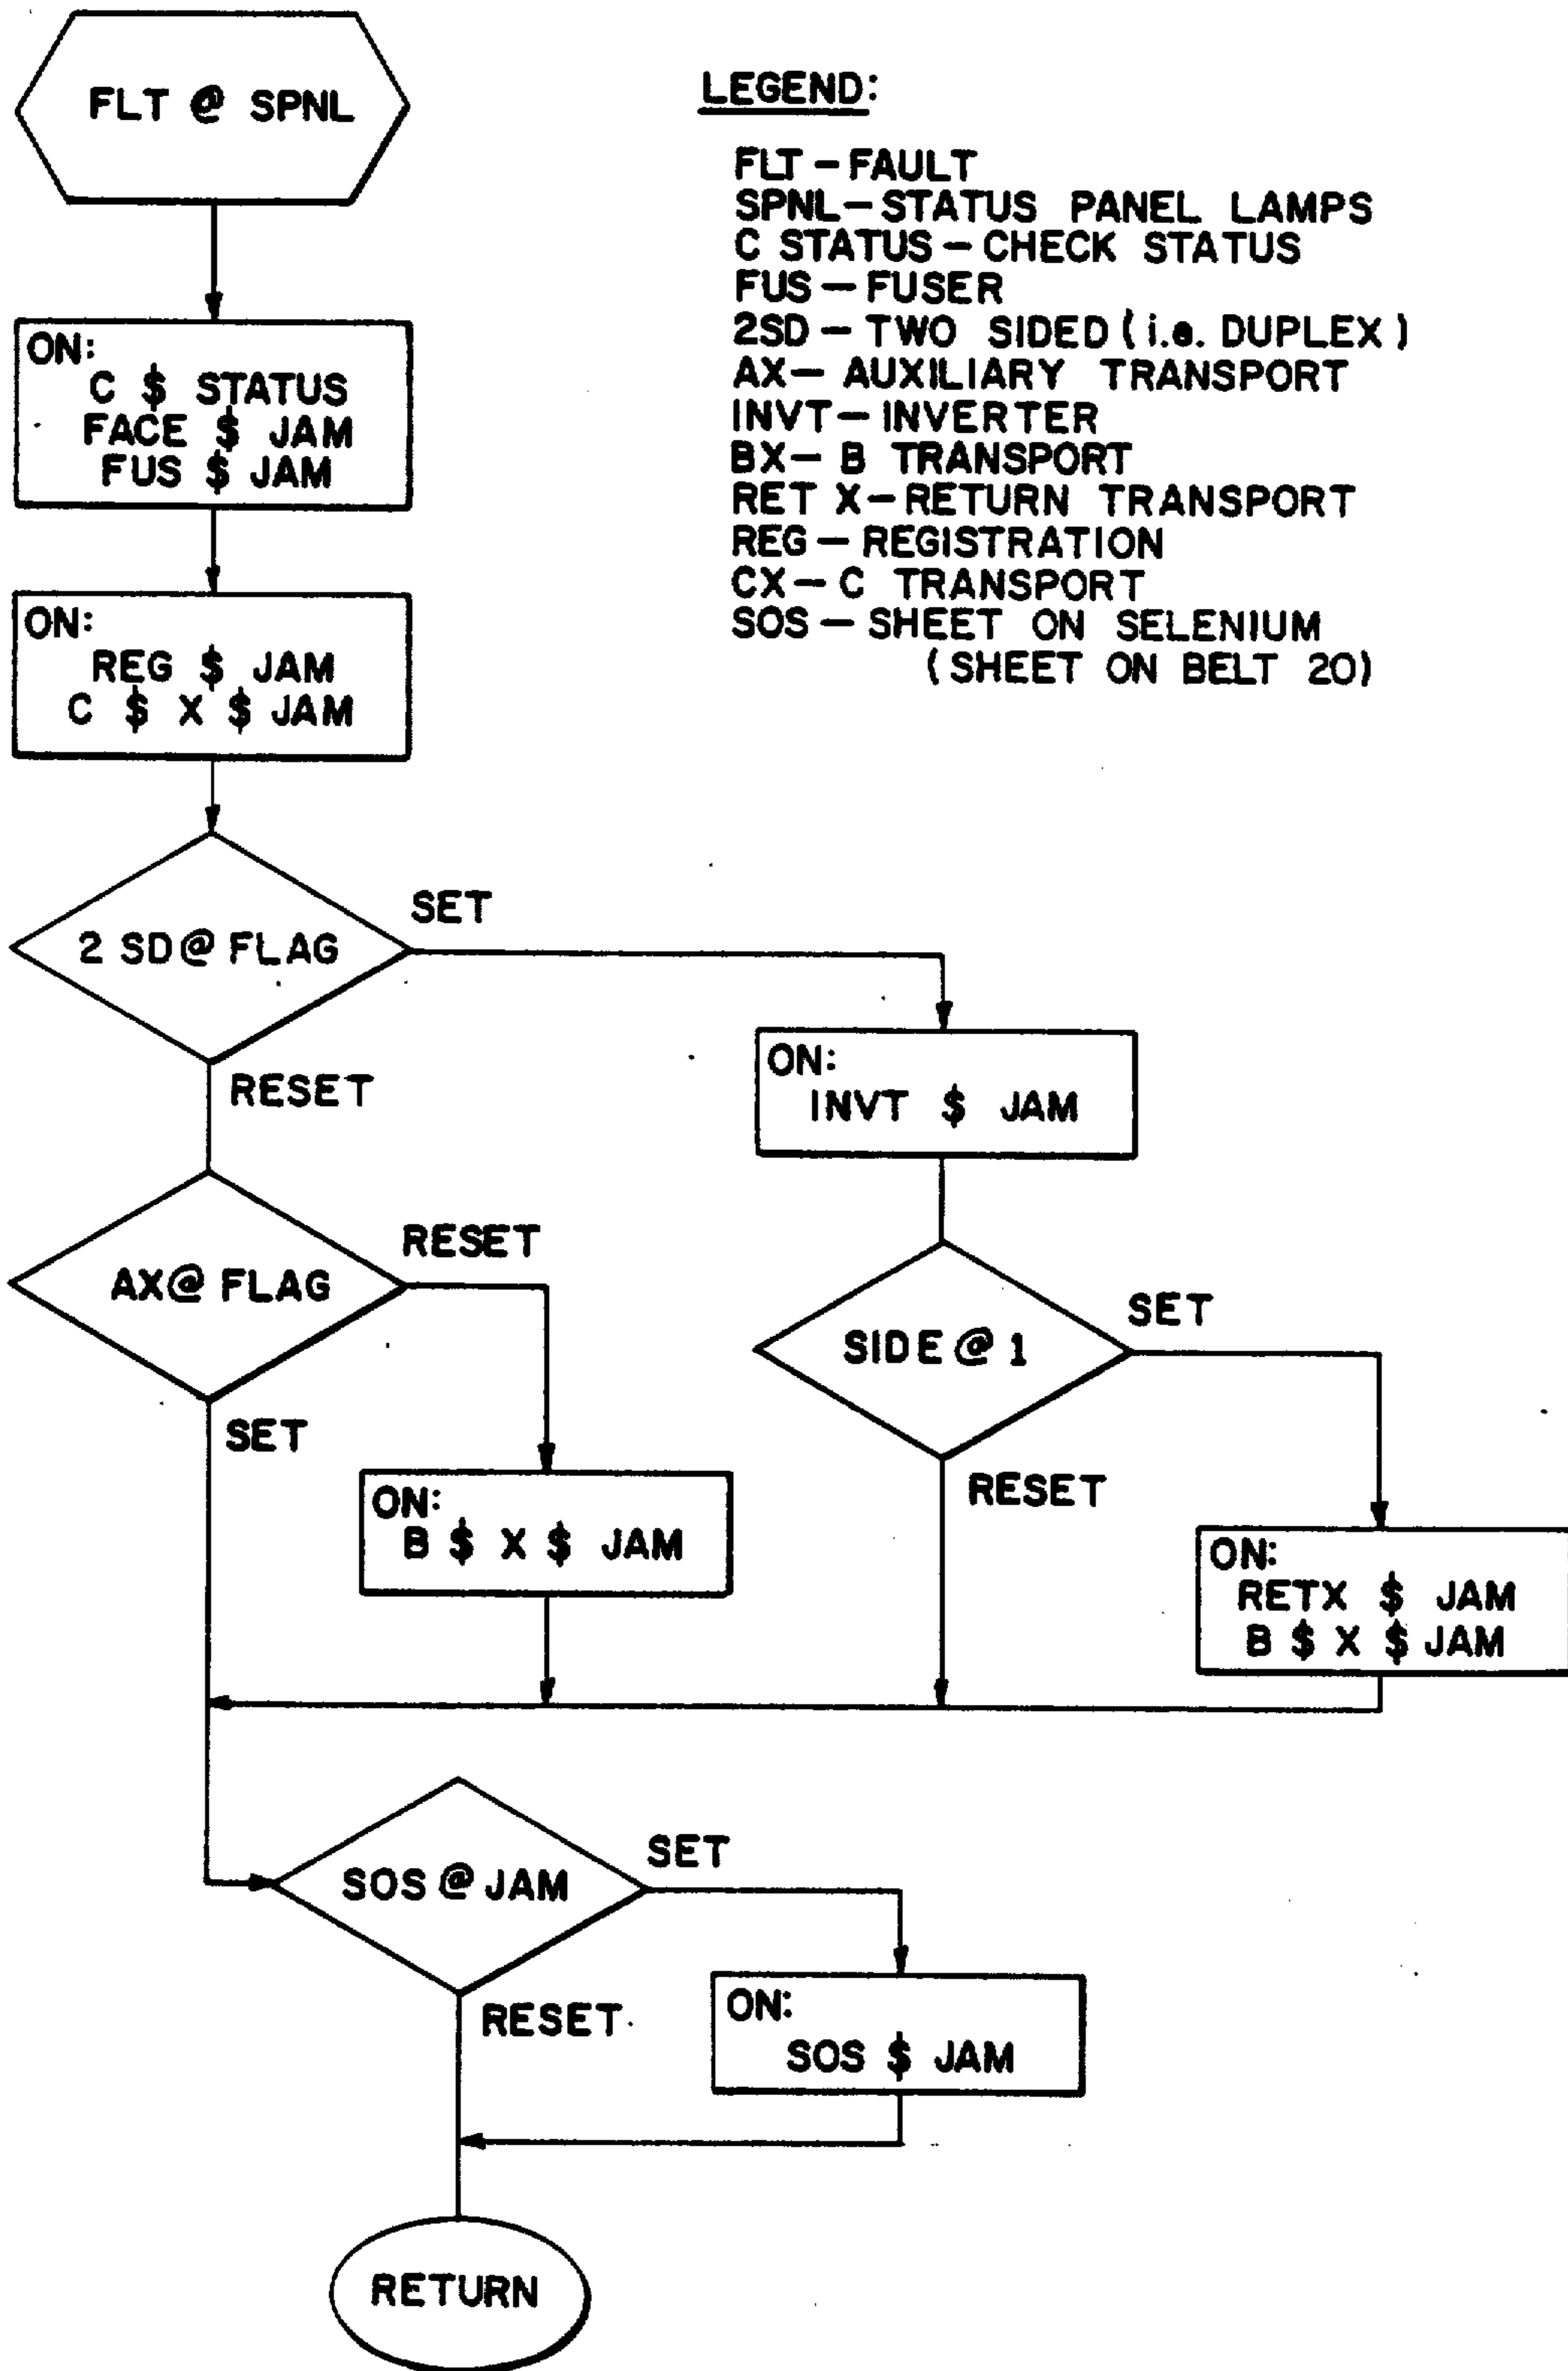 FLT @ SPNL
LEGEND:
FLT – FAULT
SPNL – STATUS PANEL LAMPS
C STATUS – CHECK STATUS
FUS – FUSER
2SD – TWO SIDED (i.e. DUPLEX)
AX – AUXILIARY TRANSPORT
INVT – INVERTER
BX – B TRANSPORT
RET X – RETURN TRANSPORT
REG – REGISTRATION
CX – C TRANSPORT
SOS – SHEET ON SELENIUM
(SHEET ON BELT 20)
ON:
C $ STATUS
FACE $ JAM
FUS $ JAM
ON:
REG $ JAM
C $ X $ JAM
2 SD @ FLAG
SET
RESET
ON:
INVT $ JAM
AX @ FLAG
RESET
SET
SIDE @ 1
SET
RESET
ON:
B $ X $ JAM
ON:
RETX $ JAM
B $ X $ JAM
SOS @ JAM
SET
RESET
ON:
SOS $ JAM
RETURN